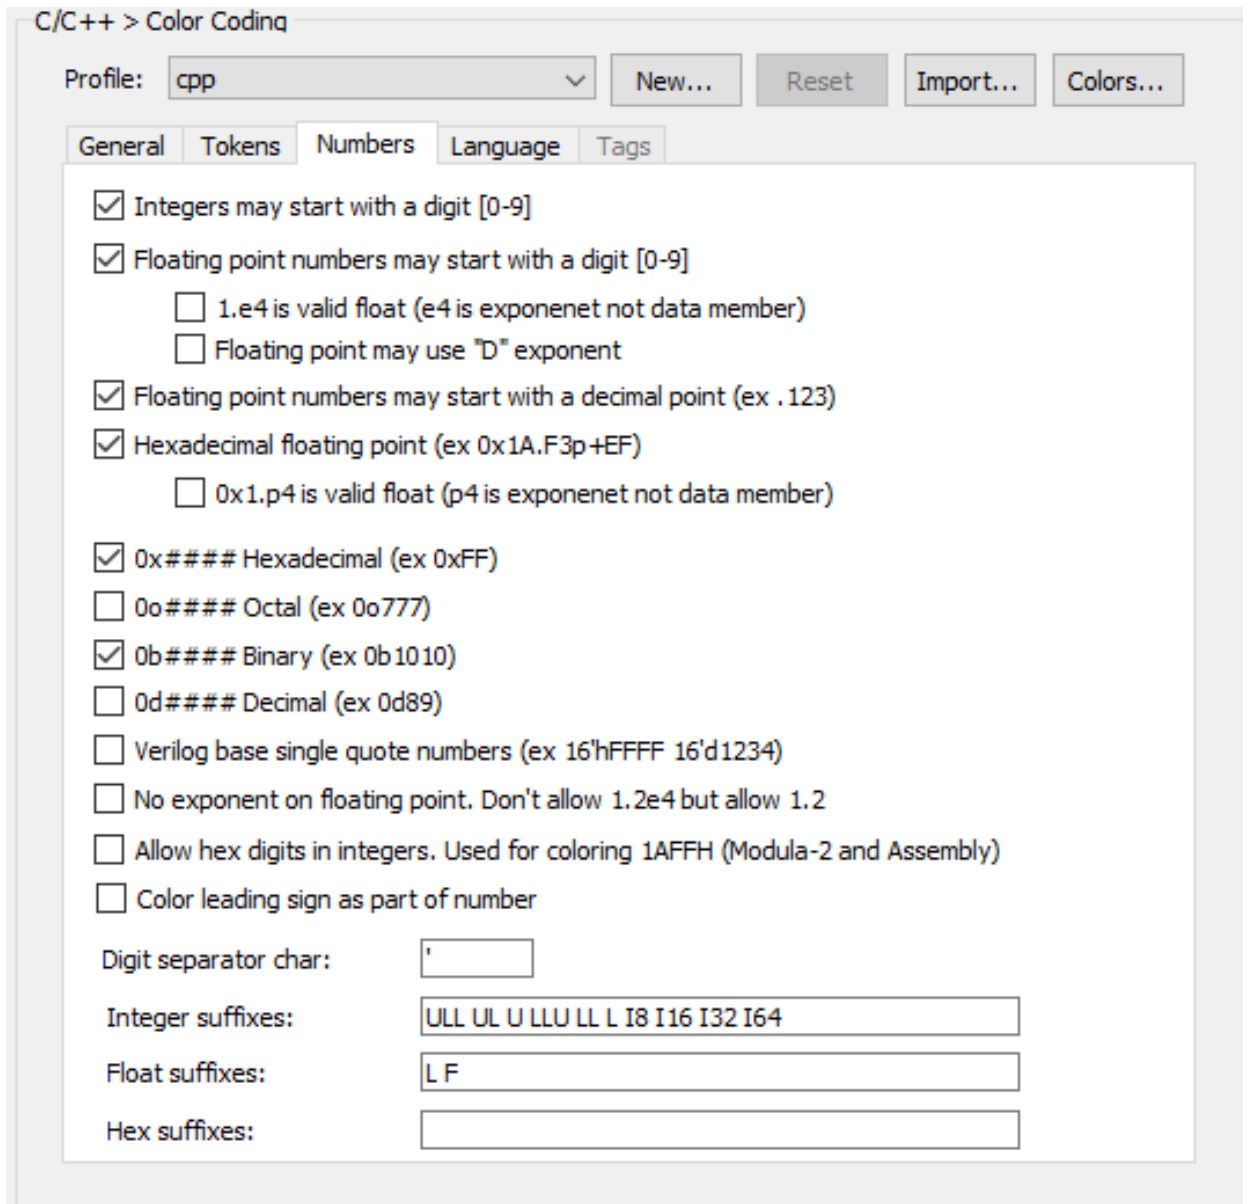 C/C++ > Color Coding
Profile: cpp New... Reset Import... Colors...
General Tokens Numbers Language Tags
Integers may start with a digit [0-9]
Floating point numbers may start with a digit [0-9]
1.e4 is valid float (e4 is exponenet not data member)
Floating point may use "D" exponent
Floating point numbers may start with a decimal point (ex .123)
Hexadecimal floating point (ex 0x1A.F3p+EF)
0x1.p4 is valid float (p4 is exponenet not data member)
0x#### Hexadecimal (ex 0xFF)
0o#### Octal (ex 0o777)
0b#### Binary (ex 0b1010)
0d#### Decimal (ex 0d89)
Verilog base single quote numbers (ex 16'hFFFF 16'd1234)
No exponent on floating point. Don't allow 1.2e4 but allow 1.2
Allow hex digits in integers. Used for coloring 1AFFH (Modula-2 and Assembly)
Color leading sign as part of number
Digit separator char: '
Integer suffixes: ULL UL U LLU LL L I8 I16 I32 I64
Float suffixes: L F
Hex suffixes: